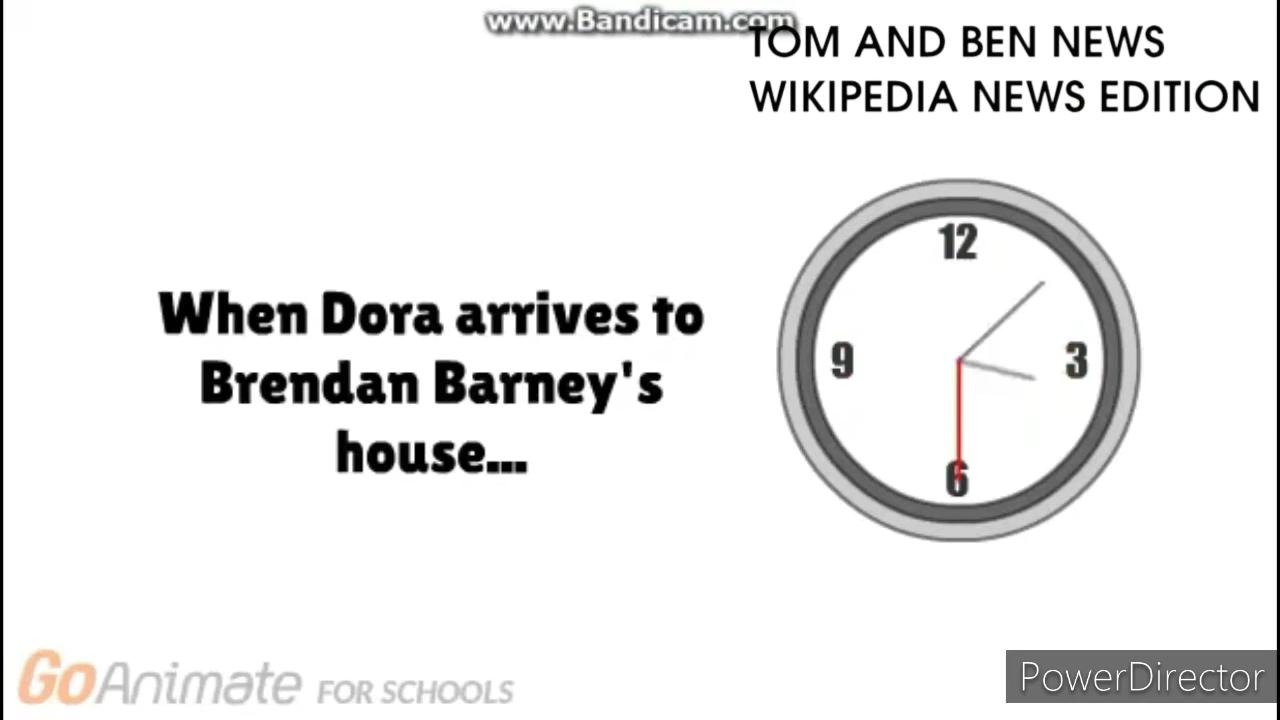 www.Bandicam.com
TOM AND BEN NEWS
WIKIPEDIA NEWS EDITION
When Dora arrives to
Brendan Barney's
house...
12
9
3
6
GoAnimate FOR SCHOOLS
PowerDirector